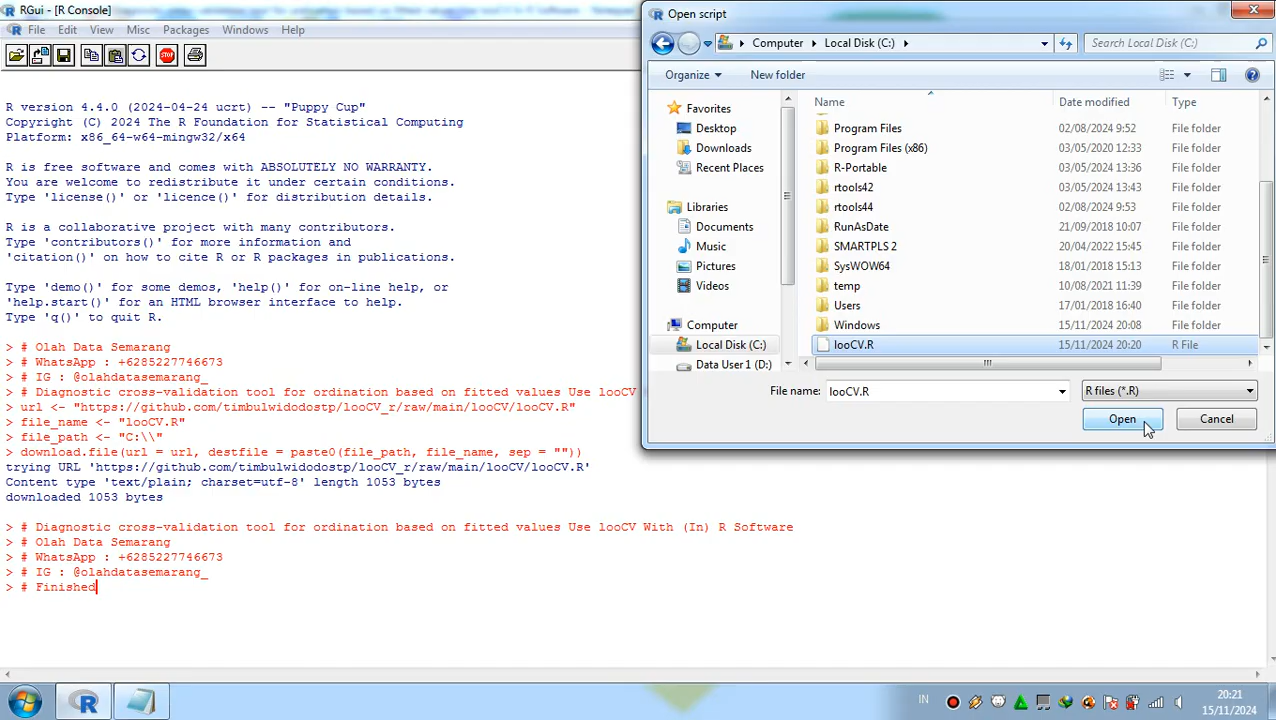 RGui - [R Console]
File Edit View Misc Packages Windows Help
STOP
R version 4.4.0 (2024-04-24 ucrt) -- "Puppy Cup"
Copyright (C) 2024 The R Foundation for Statistical Computing
Platform: x86_64-w64-mingw32/x64
R is free software and comes with ABSOLUTELY NO WARRANTY.
You are welcome to redistribute it under certain conditions.
Type 'license()' or 'licence()' for distribution details.
R is a collaborative project with many contributors.
Type 'contributors()' for more information and
'citation()' on how to cite R or R packages in publications.
Type 'demo()' for some demos, 'help()' for on-line help, or
'help.start()' for an HTML browser interface to help.
Type 'q()' to quit R.
> # Olah Data Semarang
> # WhatsApp : +6285227746673
> # IG : @olahdatasemarang_
> # Diagnostic cross-validation tool for ordination based on fitted values Use looCV
> url <- "https://github.com/timbulwidodostp/looCV_r/raw/main/looCV/looCV.R"
> file_name <- "looCV.R"
> file_path <- "C:\\"
> download.file(url = url, destfile = paste0(file_path, file_name, sep = ""))
trying URL 'https://github.com/timbulwidodostp/looCV_r/raw/main/looCV/looCV.R'
Content type 'text/plain; charset=utf-8' length 1053 bytes
downloaded 1053 bytes
> # Diagnostic cross-validation tool for ordination based on fitted values Use looCV With (In) R Software
> # Olah Data Semarang
> # WhatsApp : +6285227746673
> # IG : @olahdatasemarang_
> # Finished
Open script
Computer Local Disk (C:)
Search Local Disk (C:)
Organize New folder
Favorites
Desktop
Downloads
Recent Places
Libraries
Documents
Music
Pictures
Videos
Computer
Local Disk (C:)
Data User 1 (D:)
Name Date modified Type
Program Files 02/08/2024 9:52 File folder
Program Files (x86) 03/05/2020 12:33 File folder
R-Portable 03/05/2020 13:36 File folder
rtools42 03/05/2020 13:43 File folder
rtools44 02/08/2024 9:53 File folder
RunAsDate 21/09/2018 10:07 File folder
SMARTPLS 2 20/04/2022 15:45 File folder
SysWOW64 18/01/2018 15:13 File folder
temp 10/08/2021 11:39 File folder
Users 17/01/2018 16:40 File folder
Windows 15/11/2024 20:08 File folder
looCV.R 15/11/2024 20:20 R File
File name: looCV.R R files (*.R)
Open Cancel
IN
20:21
15/11/2024